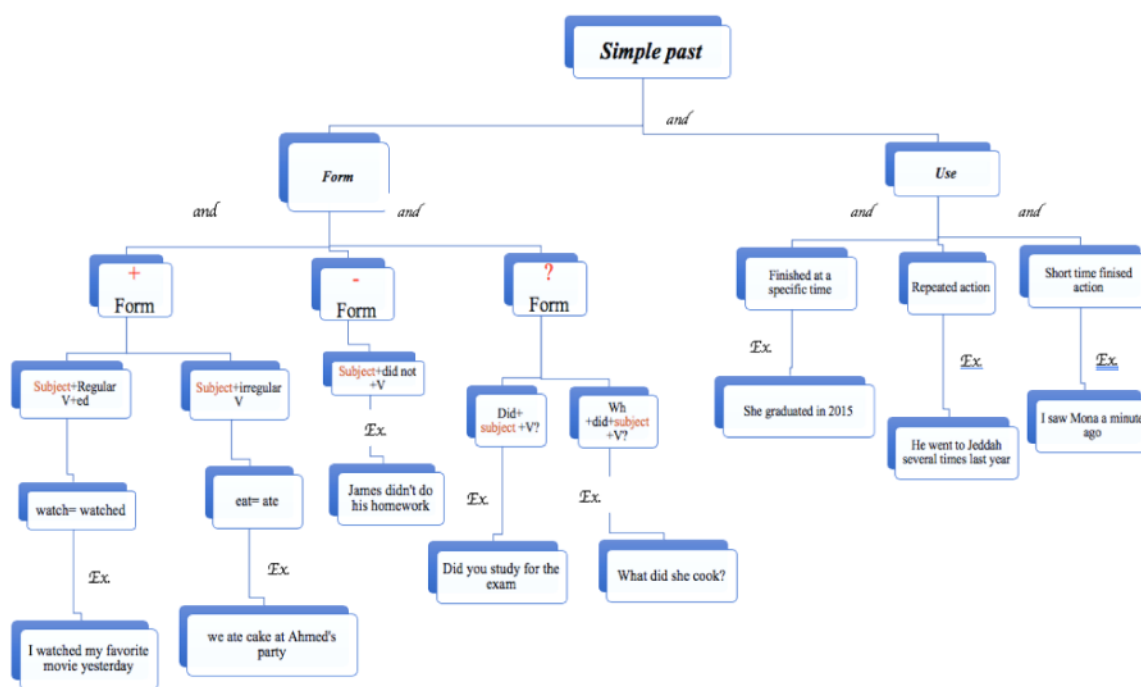 Simple past
and
Form
Use
and
and
and
and
+
Form
-
Form
?
Form
Finished at a
specific time
Repeated action
Short time finised
action
Ex.
Ex.
Ex.
Subject+Regular
V+ed
Subject+irregular
V
Subject+did not
+V
Did+
subject +V?
Wh
+did+subject
+V?
She graduated in 2015
He went to Jeddah
several times last year
I saw Mona a minute
ago
Ex.
watch= watched
eat= ate
James didn't do
his homework
Ex.
Ex.
Ex.
Ex.
Did you study for the
exam
What did she cook?
I watched my favorite
movie yesterday
we ate cake at Ahmed's
party